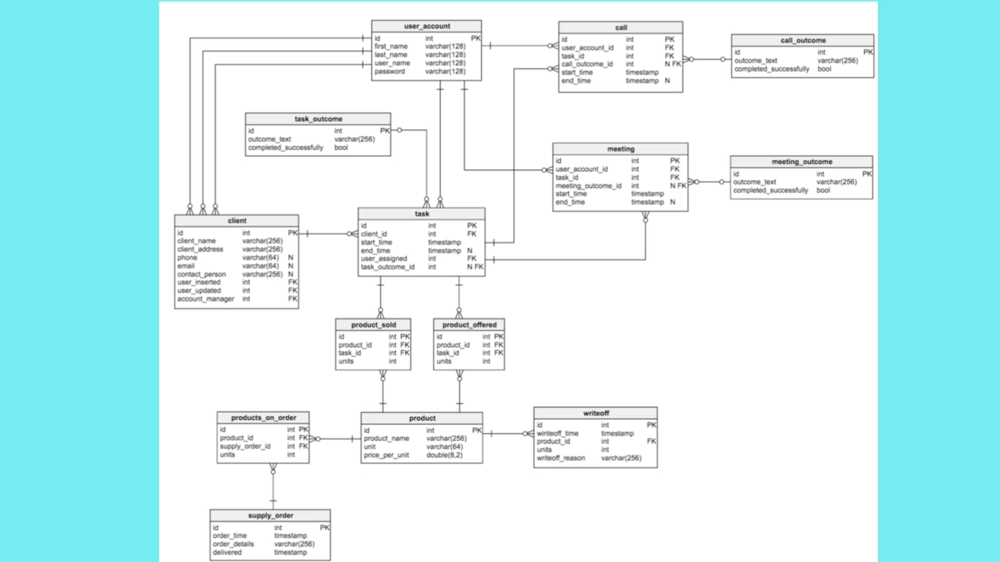 user_account
id int PK
first_name varchar(128)
last_name varchar(128)
user_name varchar(128)
password varchar(128)
call
id int PK
user_account_id int FK
task_id int FK
call_outcome_id int N FK
start_time timestamp
end_time timestamp N
call_outcome
id int PK
outcome_text varchar(256)
completed_successfully bool
task_outcome
id int PK
outcome_text varchar(256)
completed_successfully bool
meeting
id int PK
user_account_id int FK
task_id int FK
meeting_outcome_id int N FK
start_time timestamp
end_time timestamp N
meeting_outcome
id int PK
outcome_text varchar(256)
completed_successfully bool
client
id int PK
client_name varchar(256)
client_address varchar(256)
phone varchar(64) N
email varchar(64) N
contact_person varchar(256) N
user_inserted int FK
user_updated int FK
account_manager int FK
task
id int PK
client_id int FK
start_time timestamp
end_time timestamp N
user_assigned int FK
task_outcome_id int N FK
product_sold
id int PK
product_id int FK
task_id int FK
units int
product_offered
id int PK
product_id int FK
task_id int FK
units int
products_on_order
id int PK
product_id int FK
supply_order_id int FK
units int
product
id int PK
product_name varchar(256)
unit varchar(64)
price_per_unit double(8,2)
writeoff
id int PK
wiriteoff_time timestamp
product_id int FK
units int
writeoff_reason varchar(256)
supply_order
id int PK
order_time timestamp
order_details varchar(256)
delivered timestamp